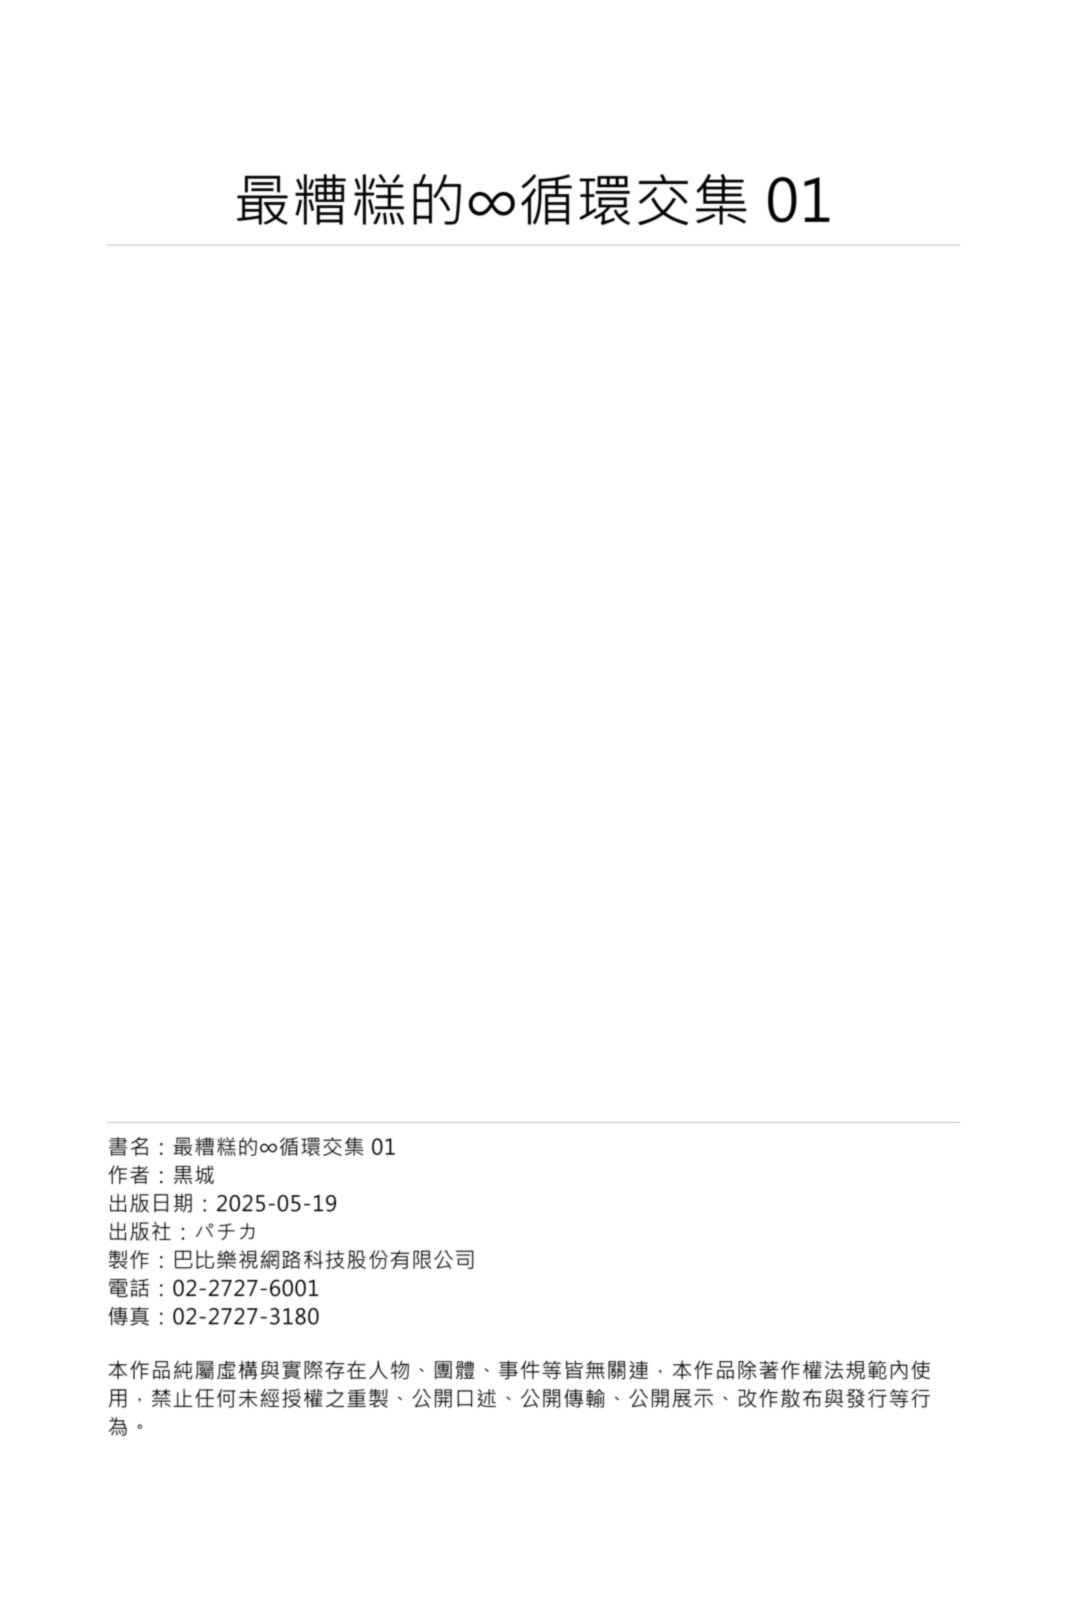 最糟糕的∞循環交集 01
書名：最糟糕的∞循環交集 01
作者：黒城
出版日期：2025-05-19
出版社：パチカ
製作：巴比樂視網路科技股份有限公司
電話：02-2727-6001
傳真：02-2727-3180
本作品純屬虛構與實際存在人物、團體、事件等皆無關連，本作品除著作權法規範內使
用，禁止任何未經授權之重製、公開口述、公開傳輸、公開展示、改作散布與發行等行
為。